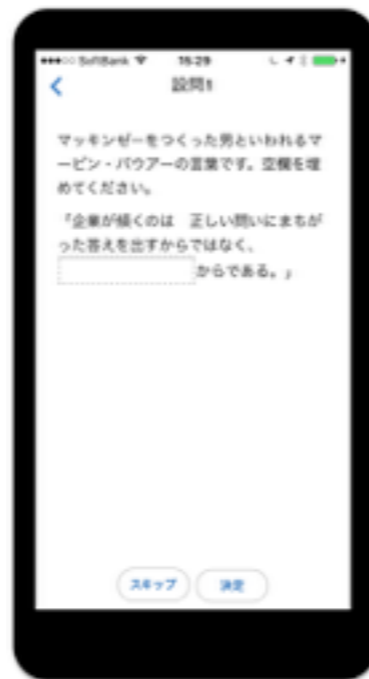 SoftBank 15:29
設問1
マッキンゼーをつくった男といわれるマ
ービン・バウアーの言葉です。空欄を埋
めてください。
「企業が傾くのは 正しい問いにまちが
った答えを出すからではなく、
からである。」
スキップ 決定